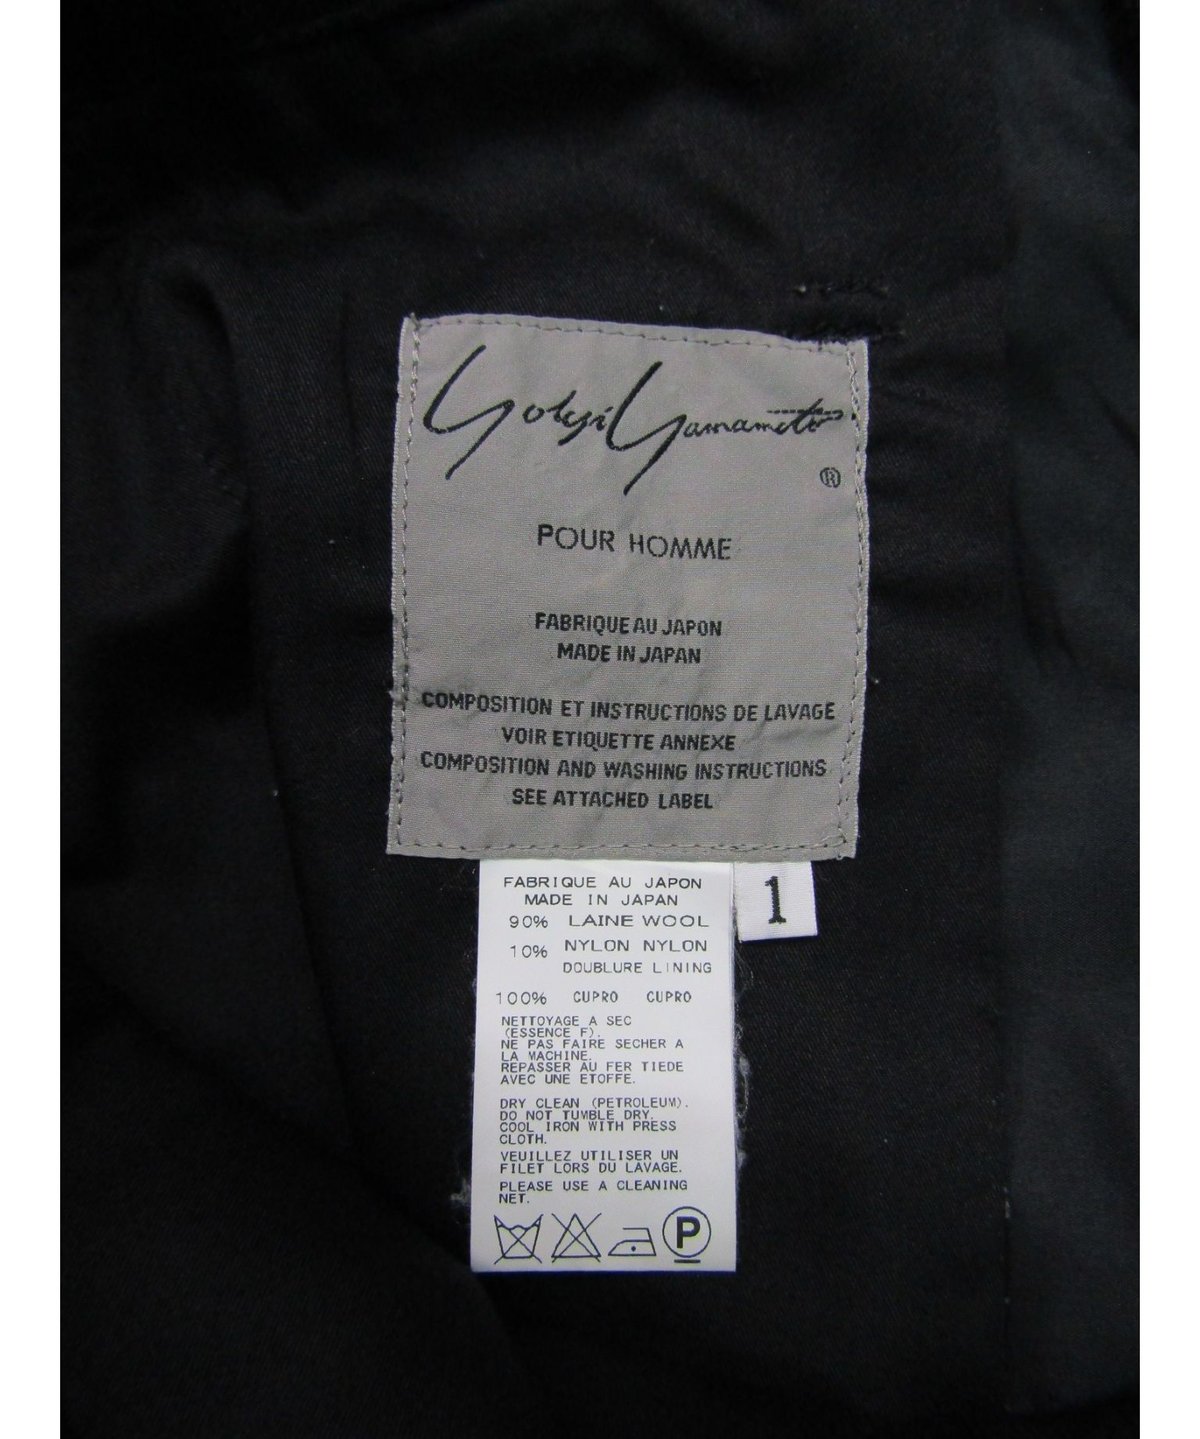 Yohji Yamamoto
®
POUR HOMME
FABRIQUE AU JAPON
MADE IN JAPAN
COMPOSITION ET INSTRUCTIONS DE LAVAGE
VOIR ETIQUETTE ANNEXE
COMPOSITION AND WASHING INSTRUCTIONS
SEE ATTACHED LABEL
1
FABRIQUE AU JAPON
MADE IN JAPAN
90% LAINE WOOL
10% NYLON NYLON
DOUBLURE LINING
100% CUPRO CUPRO
NETTOYAGE A SEC
(ESSENCE F).
NE PAS FAIRE SECHER A
LA MACHINE.
REPASSER AU FER TIEDE
AVEC UNE ETOFFE.
DRY CLEAN (PETROLEUM).
DO NOT TUMBLE DRY.
COOL IRON WITH PRESS
CLOTH.
VEUILLEZ UTILISER UN
FILET LORS DU LAVAGE.
PLEASE USE A CLEANING
NET.
P